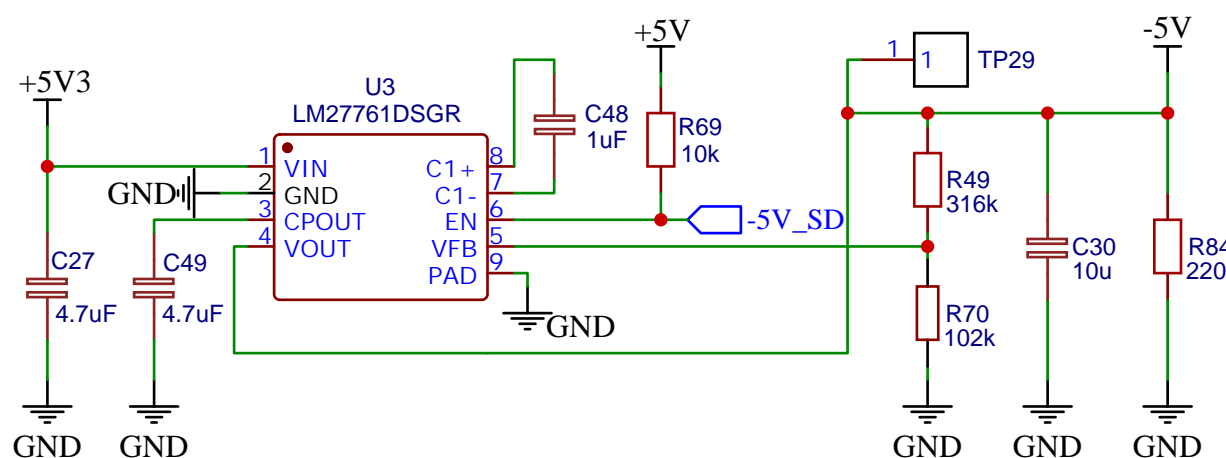 +5V
-5V
1
1
TP29
+5V3
U3
LM27761DSGR
C48
1uF
R69
10k
1
VIN
C1+
8
GND
2
GND
C1-
7
3
CPOUT
EN
6
-5V_SD
4
VOUT
VFB
5
PAD
9
GND
R49
316k
C27
4.7uF
C49
4.7uF
C30
10u
R84
220
R70
102k
GND
GND
GND
GND
GND